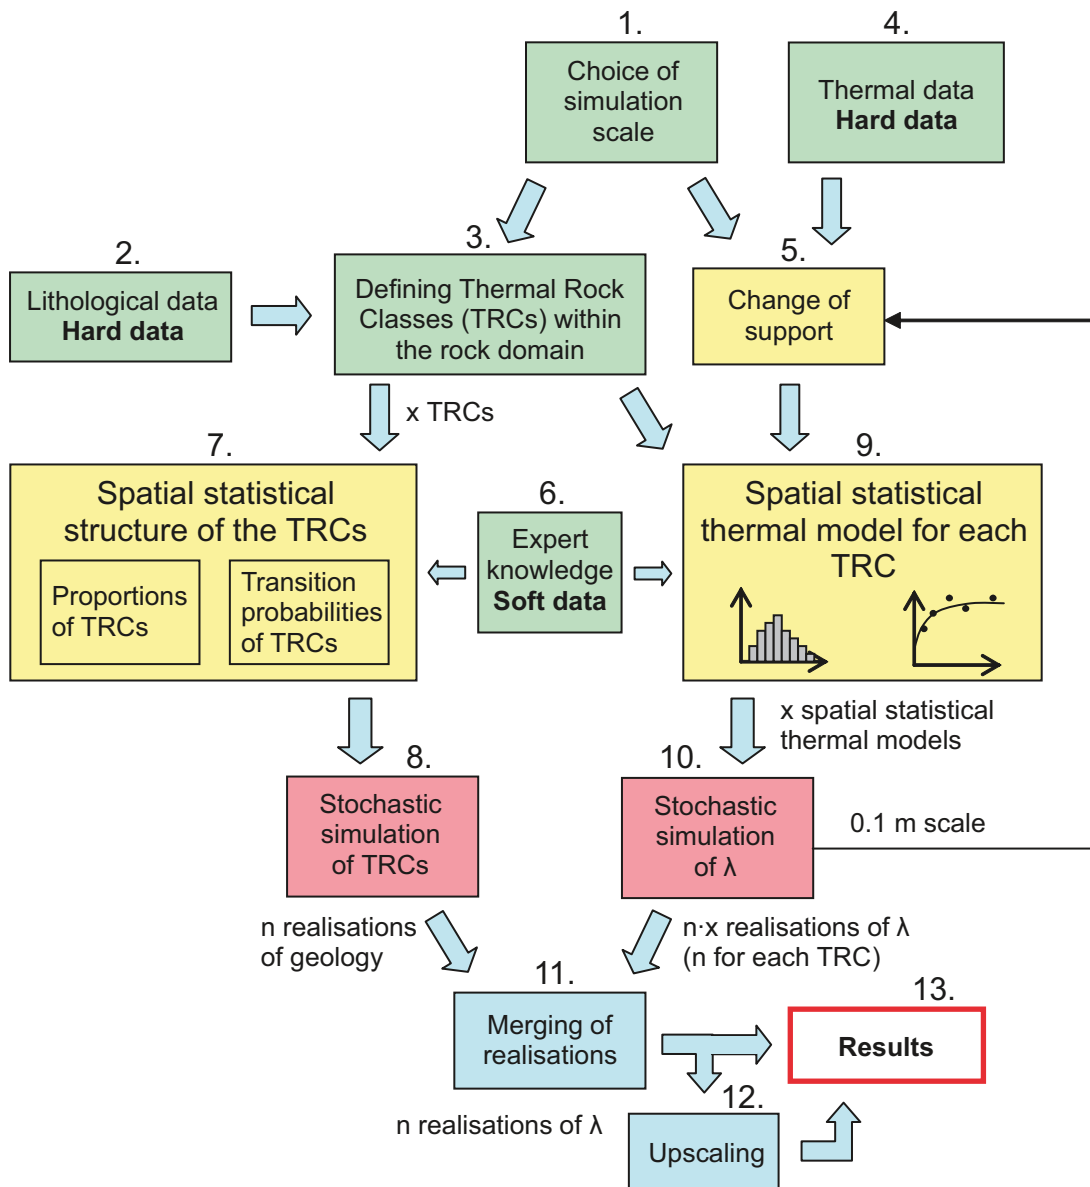 1.
Choice of
simulation
scale
4.
Thermal data
Hard data
2.
Lithological data
Hard data
3.
Defining Thermal Rock
Classes (TRCs) within
the rock domain
5.
Change of
support
x TRCs
7.
Spatial statistical
structure of the TRCs
Proportions
of TRCs
Transition
probabilities
of TRCs
6.
Expert
knowledge
Soft data
9.
Spatial statistical
thermal model for each
TRC
x spatial statistical
thermal models
8.
Stochastic
simulation
of TRCs
10.
Stochastic
simulation
of λ
0.1 m scale
n realisations
of geology
n·x realisations of λ
(n for each TRC)
11.
Merging of
realisations
13.
Results
n realisations of λ
12.
Upscaling